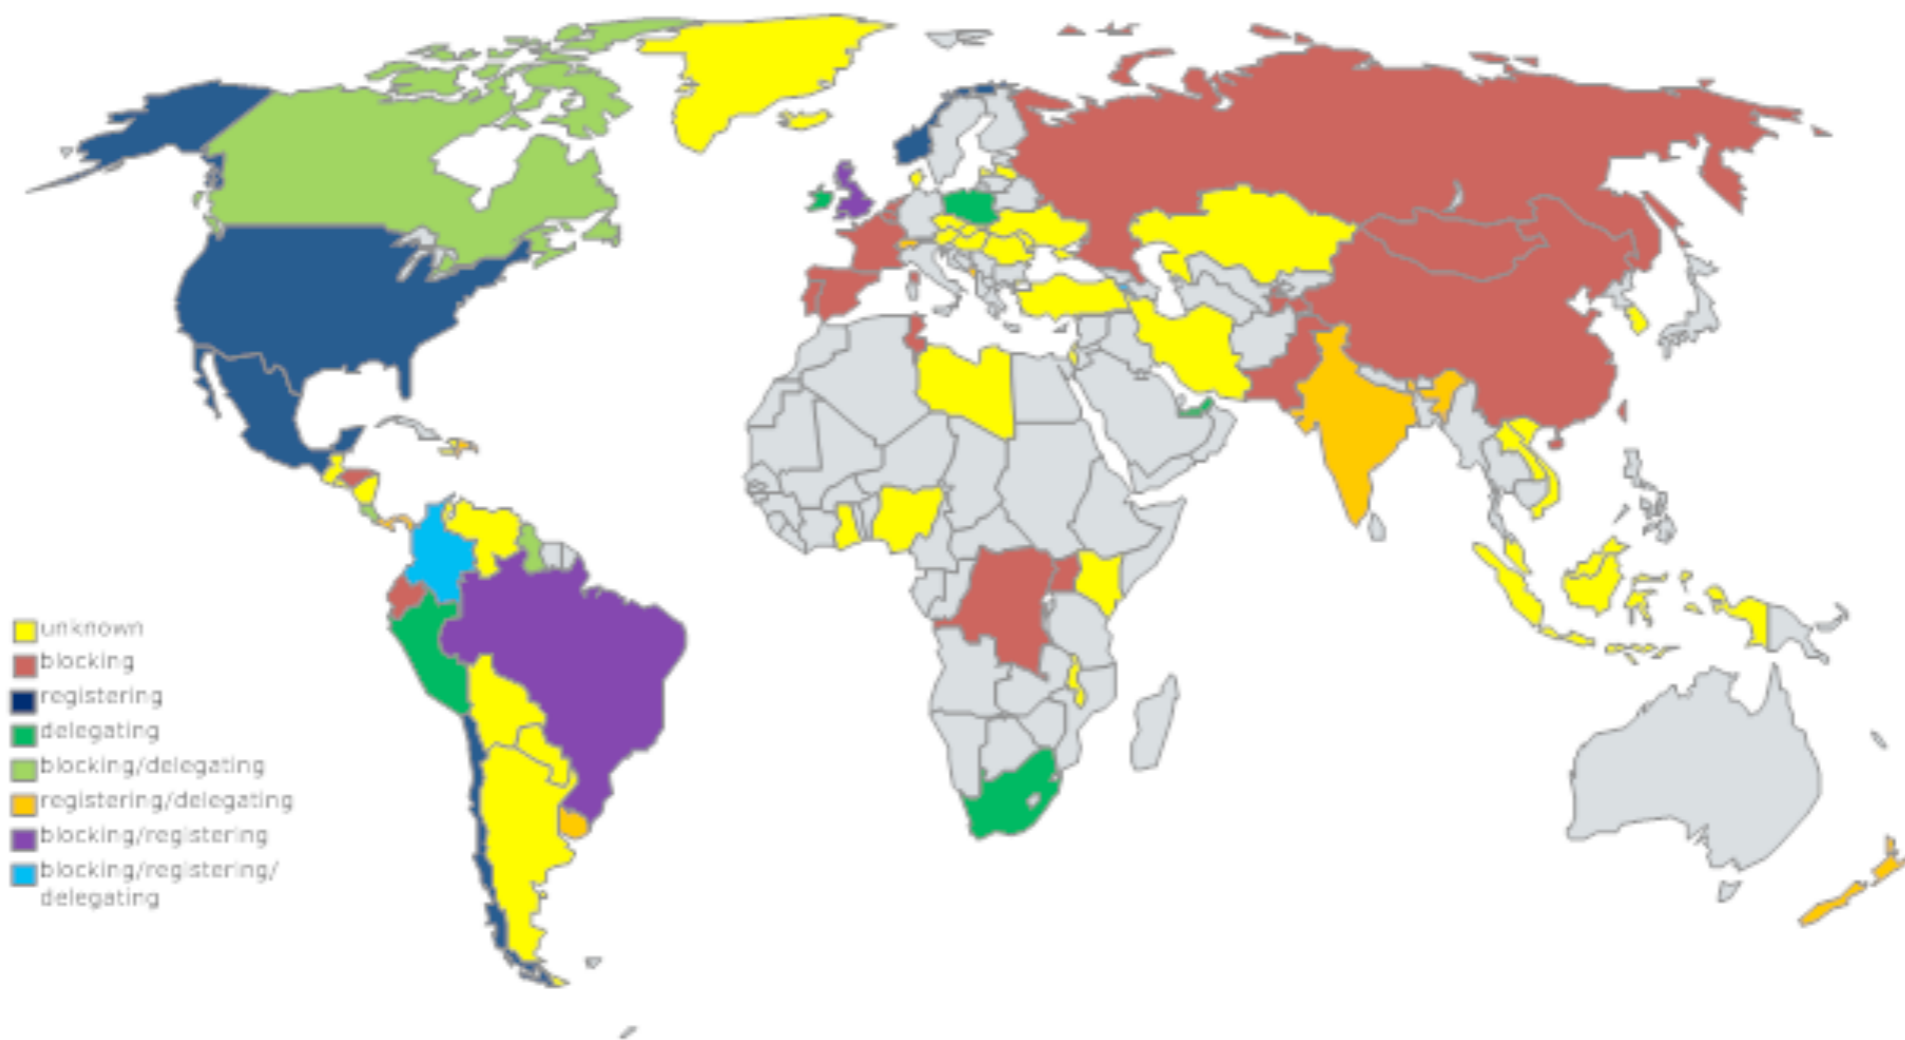 unknown
blocking
registering
delegating
blocking/delegating
registering/delegating
blocking/registering
blocking/registering/
delegating